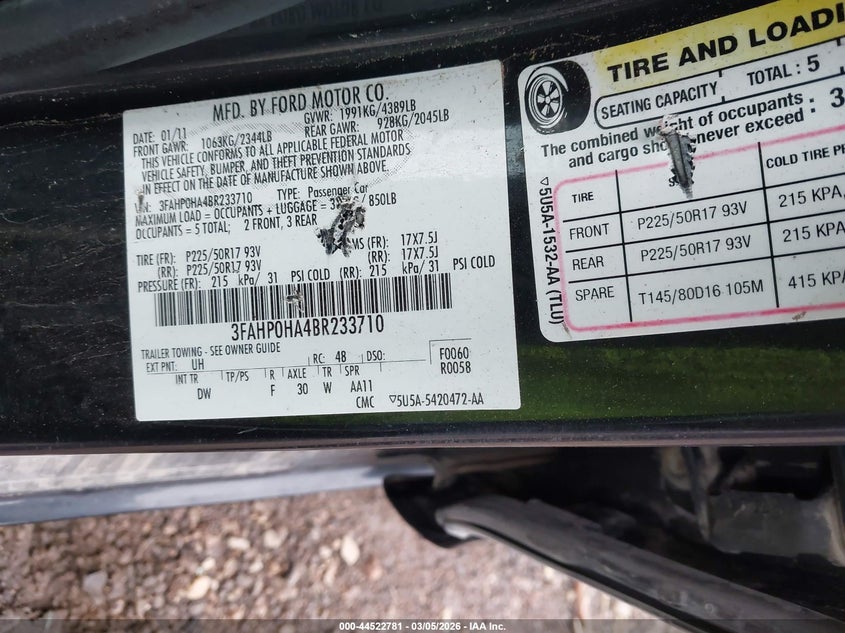 MFD. BY FORD MOTOR CO.
DATE: 01/11 GVWR: 1991KG/4389LB
FRONT GAWR: 1063KG/2344LB REAR GAWR: 928KG/2045LB
THIS VEHICLE CONFORMS TO ALL APPLICABLE FEDERAL MOTOR
VEHICLE SAFETY, BUMPER, AND THEFT PREVENTION STANDARDS
IN EFFECT ON THE DATE OF MANUFACTURE SHOWN ABOVE.
3FAHP0HA4BR233710 TYPE: Passenger Car
MAXIMUM LOAD = OCCUPANTS + LUGGAGE = 850LB
OCCUPANTS = 5 TOTAL; 2 FRONT, 3 REAR
TIRE (FR): P225/50R17 93V (FR): 17X7.5J
(RR): P225/50R17 93V (RR): 17X7.5J
PRESSURE (FR): 215 kPa/ 31 PSI COLD (RR): 215 kPa/ 31 PSI COLD
3FAHP0HA4BR233710
TRAILER TOWING - SEE OWNER GUIDE
EXT PNT: UH RC: 48 DSO: F0060
R0058
INT TR TP/PS R AXLE TR SPR
DW F 30 W AA11
CMC ▽5U5A-5420472-AA
TIRE AND LOADI
SEATING CAPACITY TOTAL: 5
The combined weight of occupants
and cargo should never exceed : 3
TIRE COLD TIRE
FRONT P225/50R17 93V 215 KPA,
REAR P225/50R17 93V 215 KPA
SPARE T145/80D16 105M 415 KPA
▽5U5A-1532-AA (TLU)
000-44522781 - 03/05/2026 - IAA Inc.